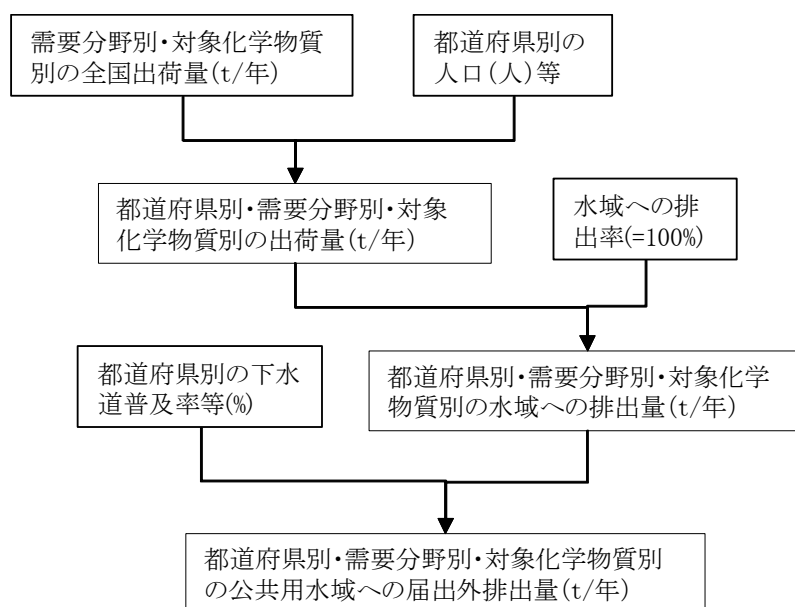 需要分野別・対象化学物質
別の全国出荷量(t/年)
都道府県別の
人口(人)等
都道府県別・需要分野別・対象
化学物質別の出荷量(t/年)
水域への排
出率(=100%)
都道府県別の下水
道普及率等(%)
都道府県別・需要分野別・対象化学
物質別の水域への排出量(t/年)
都道府県別・需要分野別・対象化学物質別
の公共用水域への届出外排出量(t/年)